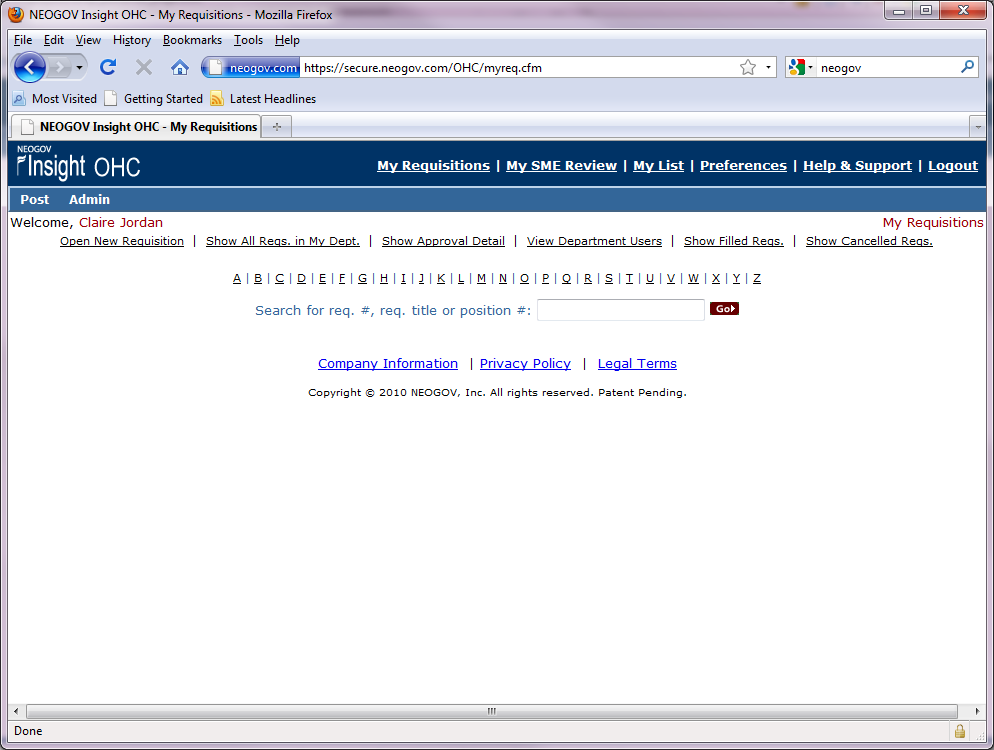 NEOGOV Insight OHC - My Requisitions - Mozilla Firefox
File Edit View History Bookmarks Tools Help
neogov.com https://secure.neogov.com/OHC/myreq.cfm neogov
Most Visited Getting Started Latest Headlines
NEOGOV Insight OHC - My Requisitions
NEOGOV
Insight OHC
My Requisitions | My SME Review | My List | Preferences | Help & Support | Logout
Post Admin
Welcome, Claire Jordan My Requisitions
Open New Requisition | Show All Reqs. in My Dept. | Show Approval Detail | View Department Users | Show Filled Reqs. | Show Cancelled Reqs.
A | B | C | D | E | F | G | H | I | J | K | L | M | N | O | P | Q | R | S | T | U | V | W | X | Y | Z
Search for req. #, req. title or position #: Go
Company Information | Privacy Policy | Legal Terms
Copyright © 2010 NEOGOV, Inc. All rights reserved. Patent Pending.
Done